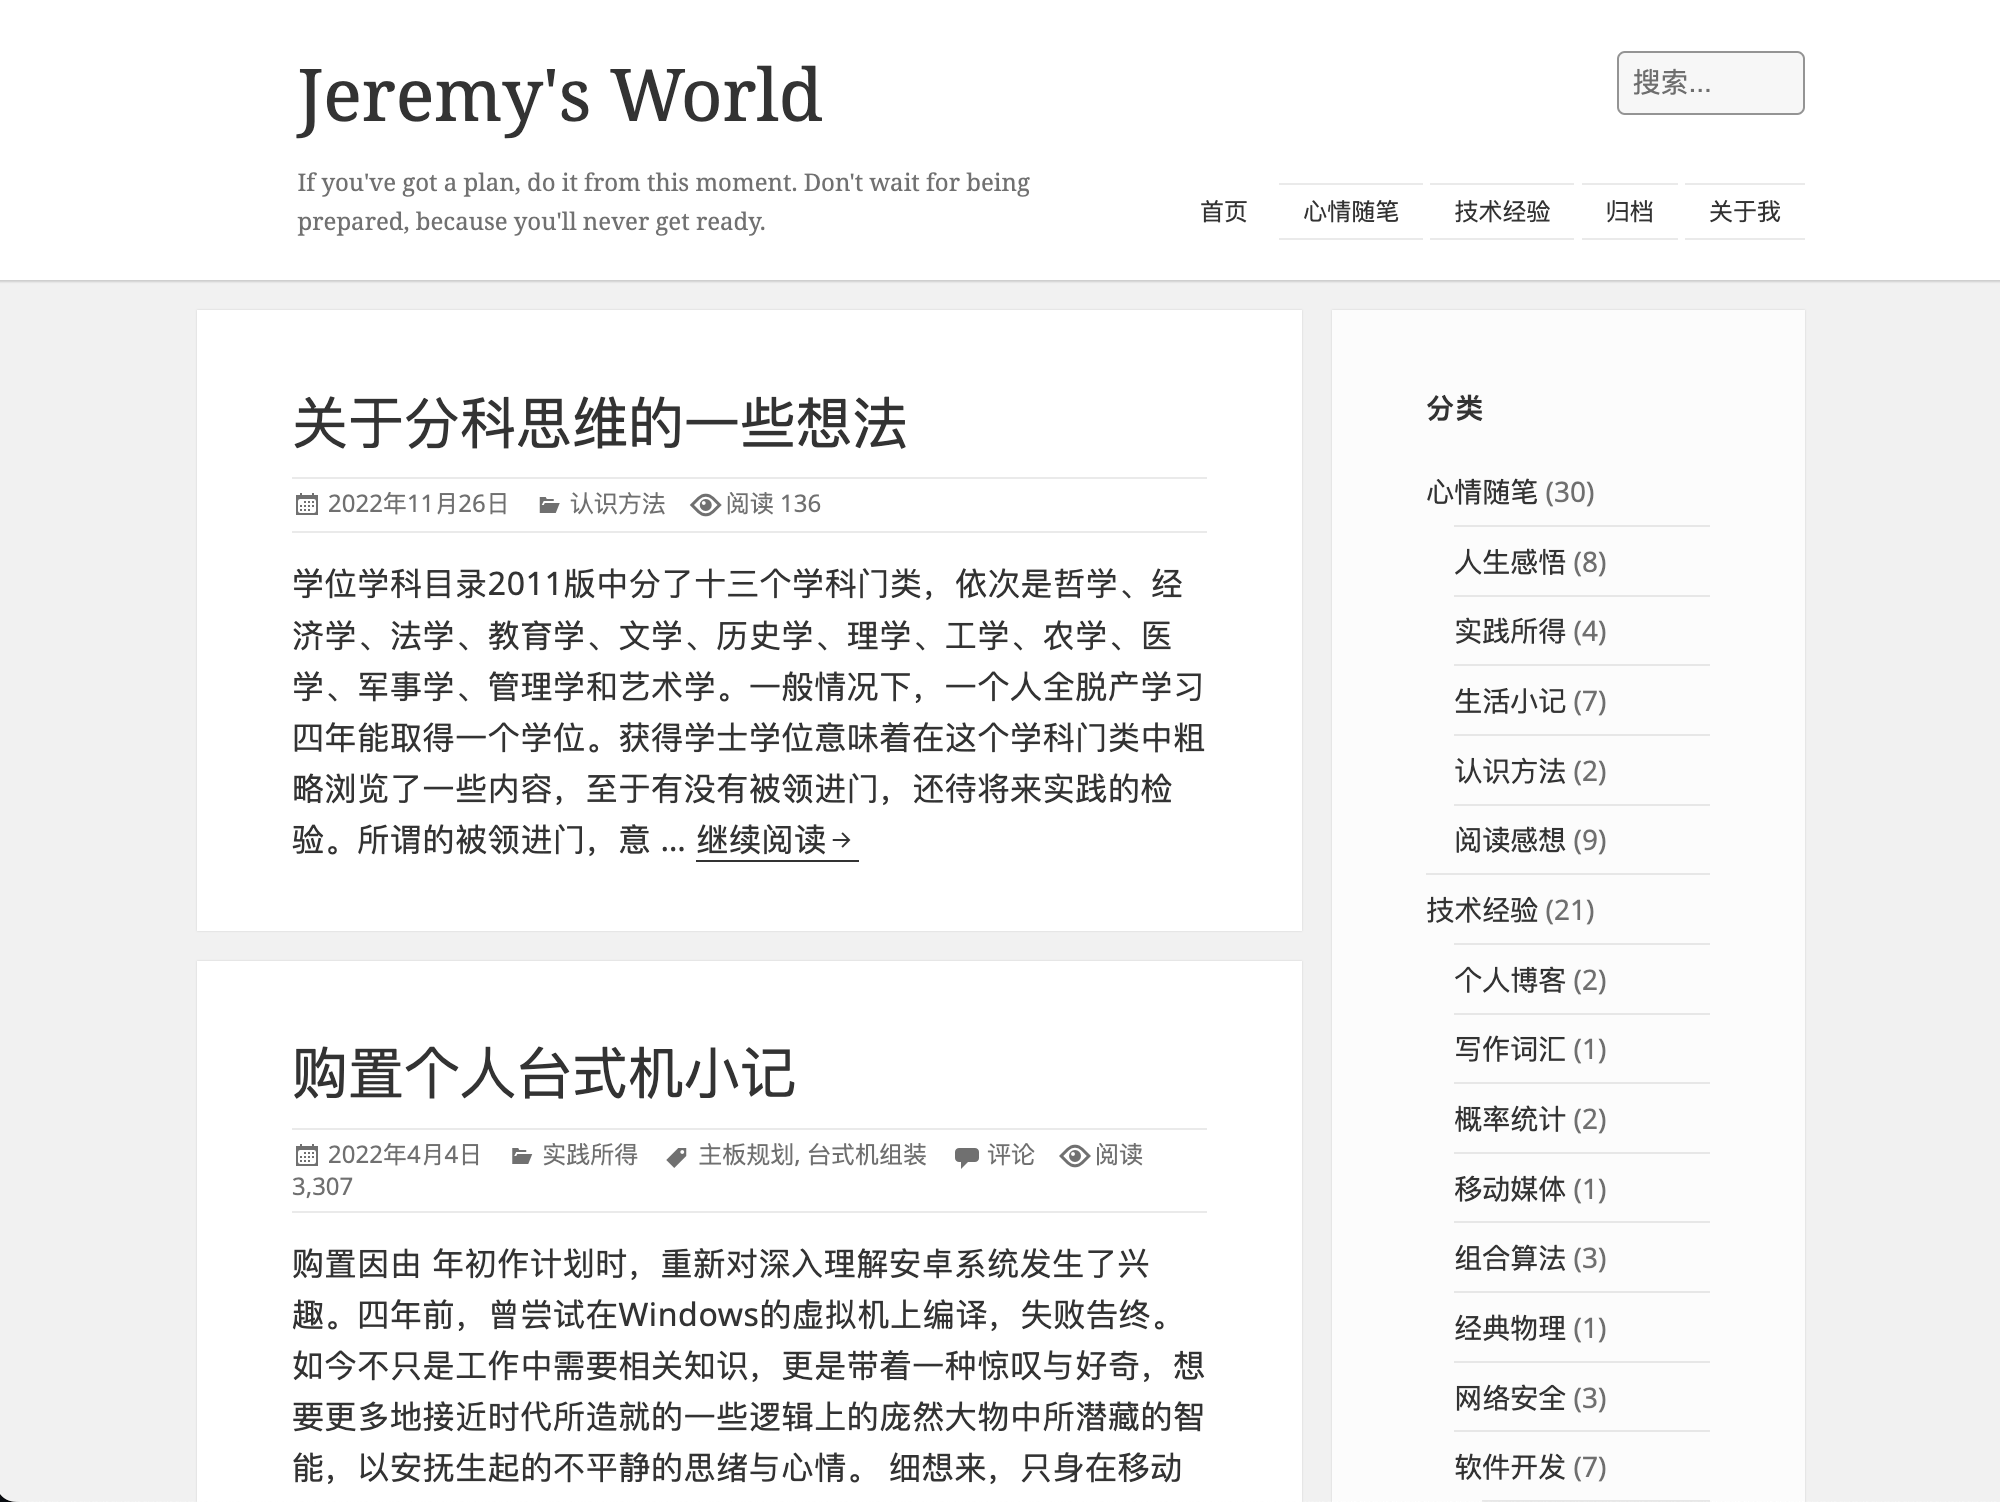 Jeremy's World
搜索...
If you've got a plan, do it from this moment. Don't wait for being
prepared, because you'll never get ready.
首页 心情随笔 技术经验 归档 关于我
关于分科思维的一些想法
2022年11月26日 认识方法 阅读 136
学位学科目录2011版中分了十三个学科门类，依次是哲学、经
济学、法学、教育学、文学、历史学、理学、工学、农学、医
学、军事学、管理学和艺术学。一般情况下，一个人全脱产学习
四年能取得一个学位。获得学士学位意味着在这个学科门类中粗
略浏览了一些内容，至于有没有被领进门，还待将来实践的检
验。所谓的被领进门，意 ... 继续阅读→
购置个人台式机小记
2022年4月4日 实践所得 主板规划, 台式机组装 评论 阅读
3,307
购置因由 年初作计划时，重新对深入理解安卓系统发生了兴
趣。四年前，曾尝试在Windows的虚拟机上编译，失败告终。
如今不只是工作中需要相关知识，更是带着一种惊叹与好奇，想
要更多地接近时代所造就的一些逻辑上的庞然大物中所潜藏的智
能，以安抚生起的不平静的思绪与心情。 细想来，只身在移动
分类
心情随笔 (30)
人生感悟 (8)
实践所得 (4)
生活小记 (7)
认识方法 (2)
阅读感想 (9)
技术经验 (21)
个人博客 (2)
写作词汇 (1)
概率统计 (2)
移动媒体 (1)
组合算法 (3)
经典物理 (1)
网络安全 (3)
软件开发 (7)